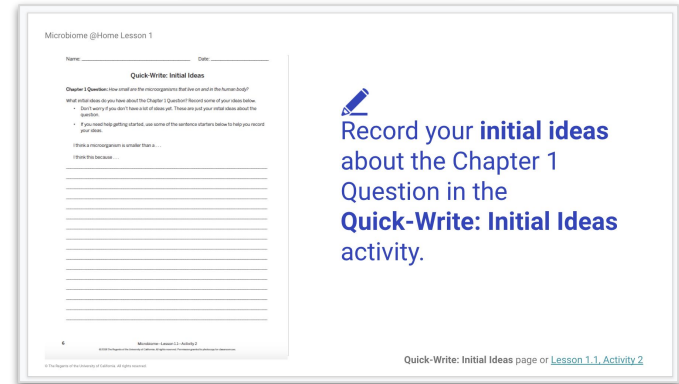 Microbiome @Home Lesson 1
Name: Date:
Quick-Write: Initial Ideas
Chapter 1 Question: How small are the microorganisms that live on and in the human body?
What initial ideas do you have about the Chapter 1 Question? Record some of your ideas below.
• Don't worry if you don't have a lot of ideas yet. These are just your initial ideas about the
question.
• If you need help getting started, use some of the sentence starters below to help you record
your ideas.
I think a microorganism is smaller than a . . .
I think this because . . .
6
Microbiome—Lesson 1.1—Activity 2
Record your initial ideas
about the Chapter 1
Question in the
Quick-Write: Initial Ideas
activity.
Quick-Write: Initial Ideas page or Lesson 1.1, Activity 2
© The Regents of the University of California. All rights reserved.